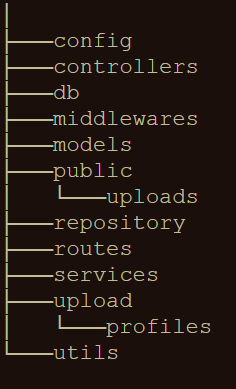 │
├───config
├───controllers
├───db
├───middlewares
├───models
├───public
│   └───uploads
├───repository
├───routes
├───services
├───upload
│   └───profiles
└───utils